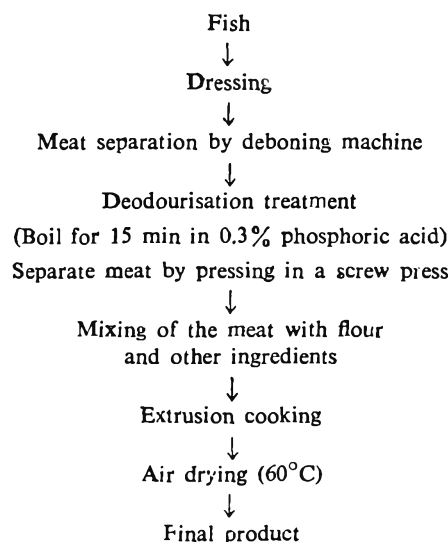 Fish
↓
Dressing
↓
Meat separation by deboning machine
↓
Deodourisation treatment
(Boil for 15 min in 0.3% phosphoric acid)
Separate meat by pressing in a screw press
↓
Mixing of the meat with flour
and other ingredients
↓
Extrusion cooking
↓
Air drying (60°C)
↓
Final product